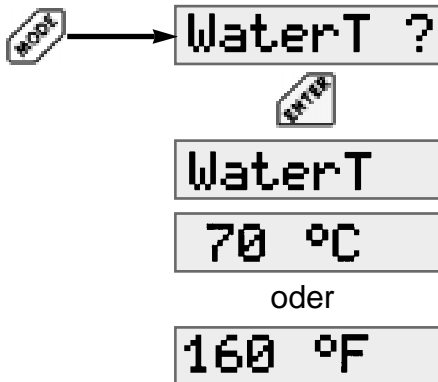 MODE WaterT ?
ENTER
WaterT
70 °C
oder
160 °F